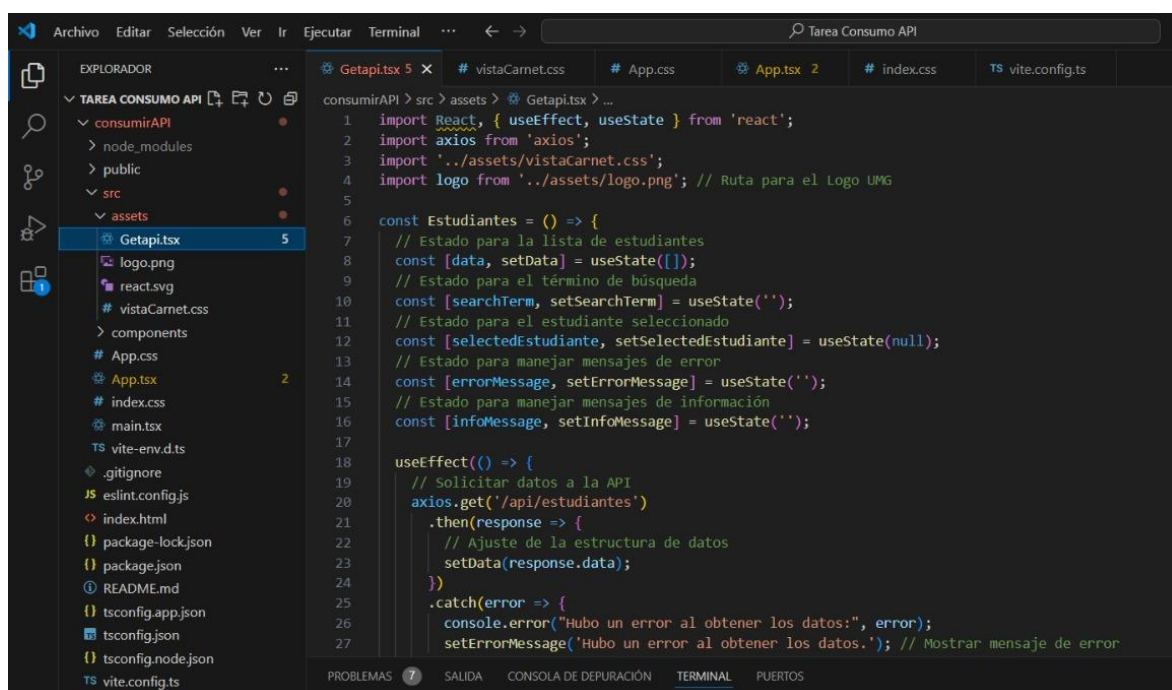 Archivo Editar Selección Ver Ir Ejecutar Terminal ··· Tarea Consumo API
EXPLORADOR ···
TAREA CONSUMO API
consumirAPI
node_modules
public
src
assets
Getapi.tsx 5
logo.png
react.svg
# vistaCarnet.css
components
# App.css
App.tsx 2
# index.css
main.tsx
TS vite-env.d.ts
.gitignore
JS eslint.config.js
<> index.html
{} package-lock.json
{} package.json
README.md
{} tsconfig.app.json
tsconfig.json
{} tsconfig.node.json
TS vite.config.ts
1
Getapi.tsx 5 # vistaCarnet.css # App.css App.tsx 2 # index.css TS vite.config.ts
consumirAPI > src > assets > Getapi.tsx > ...
1 import React, { useEffect, useState } from 'react';
2 import axios from 'axios';
3 import '../assets/vistaCarnet.css';
4 import logo from '../assets/logo.png'; // Ruta para el Logo UMG
5
6 const Estudiantes = () => {
7 // Estado para la lista de estudiantes
8 const [data, setData] = useState([]);
9 // Estado para el término de búsqueda
10 const [searchTerm, setSearchTerm] = useState('');
11 // Estado para el estudiante seleccionado
12 const [selectedEstudiante, setSelectedEstudiante] = useState(null);
13 // Estado para manejar mensajes de error
14 const [errorMessage, setErrorMessage] = useState('');
15 // Estado para manejar mensajes de información
16 const [infoMessage, setInfoMessage] = useState('');
17
18 useEffect(() => {
19 // Solicitar datos a la API
20 axios.get('/api/estudiantes')
21 .then(response => {
22 // Ajuste de la estructura de datos
23 setData(response.data);
24 })
25 .catch(error => {
26 console.error("Hubo un error al obtener los datos:", error);
27 setErrorMessage('Hubo un error al obtener los datos.'); // Mostrar mensaje de error
PROBLEMAS 7 SALIDA CONSOLA DE DEPURACIÓN TERMINAL PUERTOS